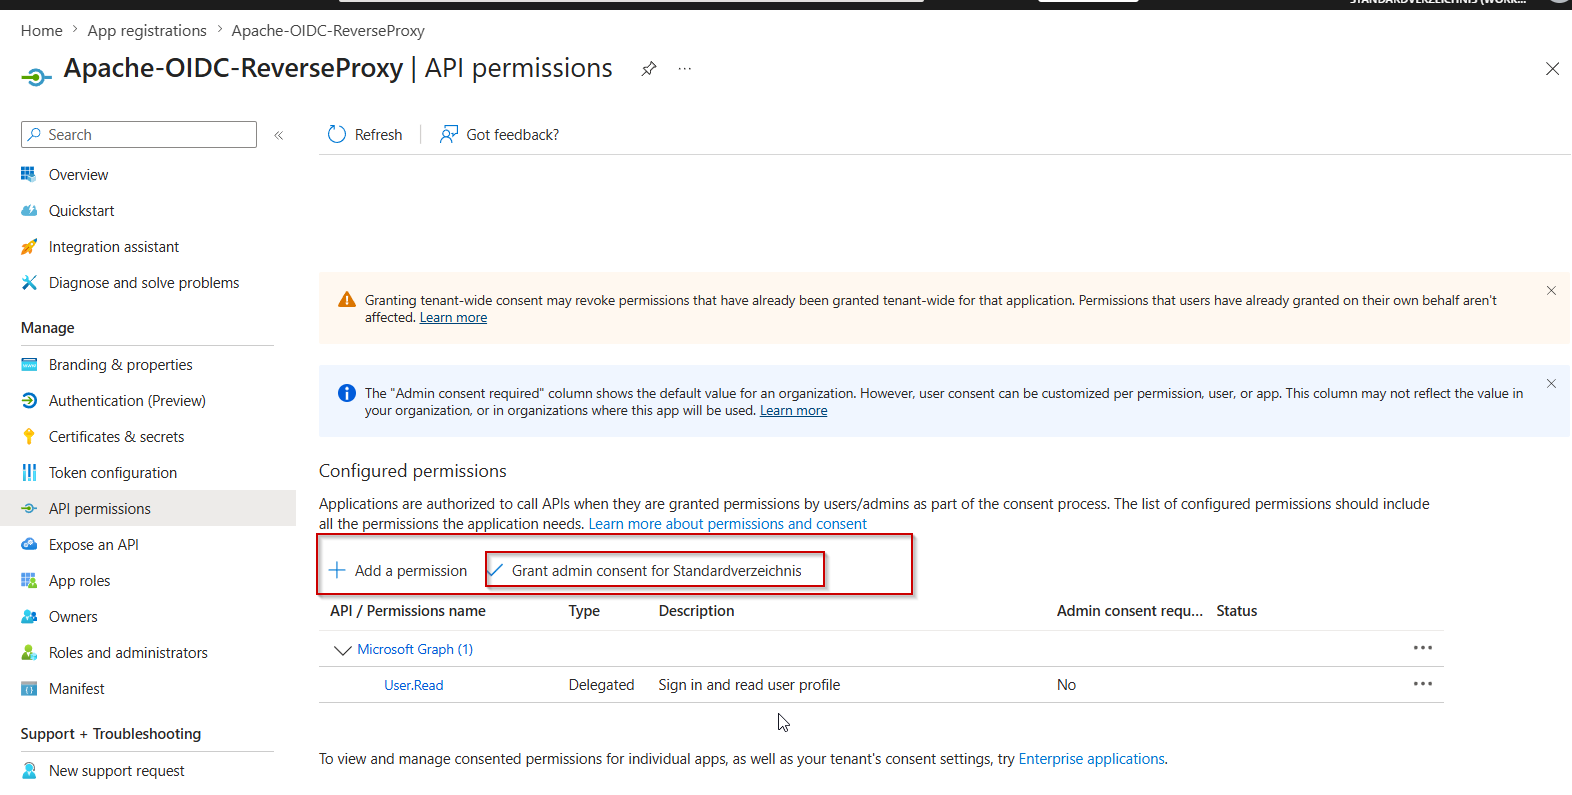 STANDARDVERZEICHNIS (WORK...
Home > App registrations > Apache-OIDC-ReverseProxy
Apache-OIDC-ReverseProxy | API permissions
Search
Refresh
Got feedback?
Overview
Quickstart
Integration assistant
Diagnose and solve problems
Manage
Branding & properties
Authentication (Preview)
Certificates & secrets
Token configuration
API permissions
Expose an API
App roles
Owners
Roles and administrators
Manifest
Support + Troubleshooting
New support request
Granting tenant-wide consent may revoke permissions that have already been granted tenant-wide for that application. Permissions that users have already granted on their own behalf aren't
affected. Learn more
The "Admin consent required" column shows the default value for an organization. However, user consent can be customized per permission, user, or app. This column may not reflect the value in
your organization, or in organizations where this app will be used. Learn more
Configured permissions
Applications are authorized to call APIs when they are granted permissions by users/admins as part of the consent process. The list of configured permissions should include
all the permissions the application needs. Learn more about permissions and consent
Add a permission
Grant admin consent for Standardverzeichnis
API / Permissions name Type Description Admin consent requ... Status
Microsoft Graph (1)
User.Read Delegated Sign in and read user profile No
To view and manage consented permissions for individual apps, as well as your tenant's consent settings, try Enterprise applications.